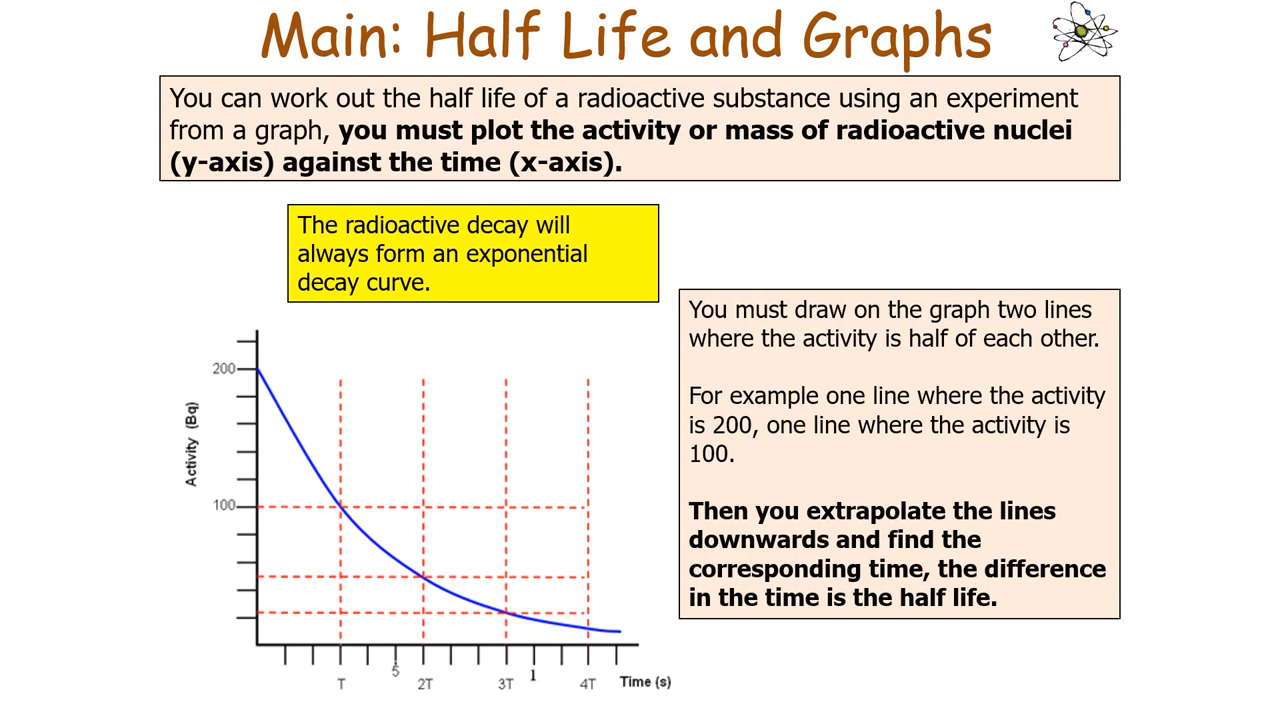 Main: Half Life and Graphs
You can work out the half life of a radioactive substance using an experiment
from a graph, you must plot the activity or mass of radioactive nuclei
(y-axis) against the time (x-axis).
The radioactive decay will
always form an exponential
decay curve.
You must draw on the graph two lines
where the activity is half of each other.
For example one line where the activity
is 200, one line where the activity is
100.
Then you extrapolate the lines
downwards and find the
corresponding time, the difference
in the time is the half life.
200
Activity (Bq)
100
5
1
T
2T
3T
4T
Time (s)